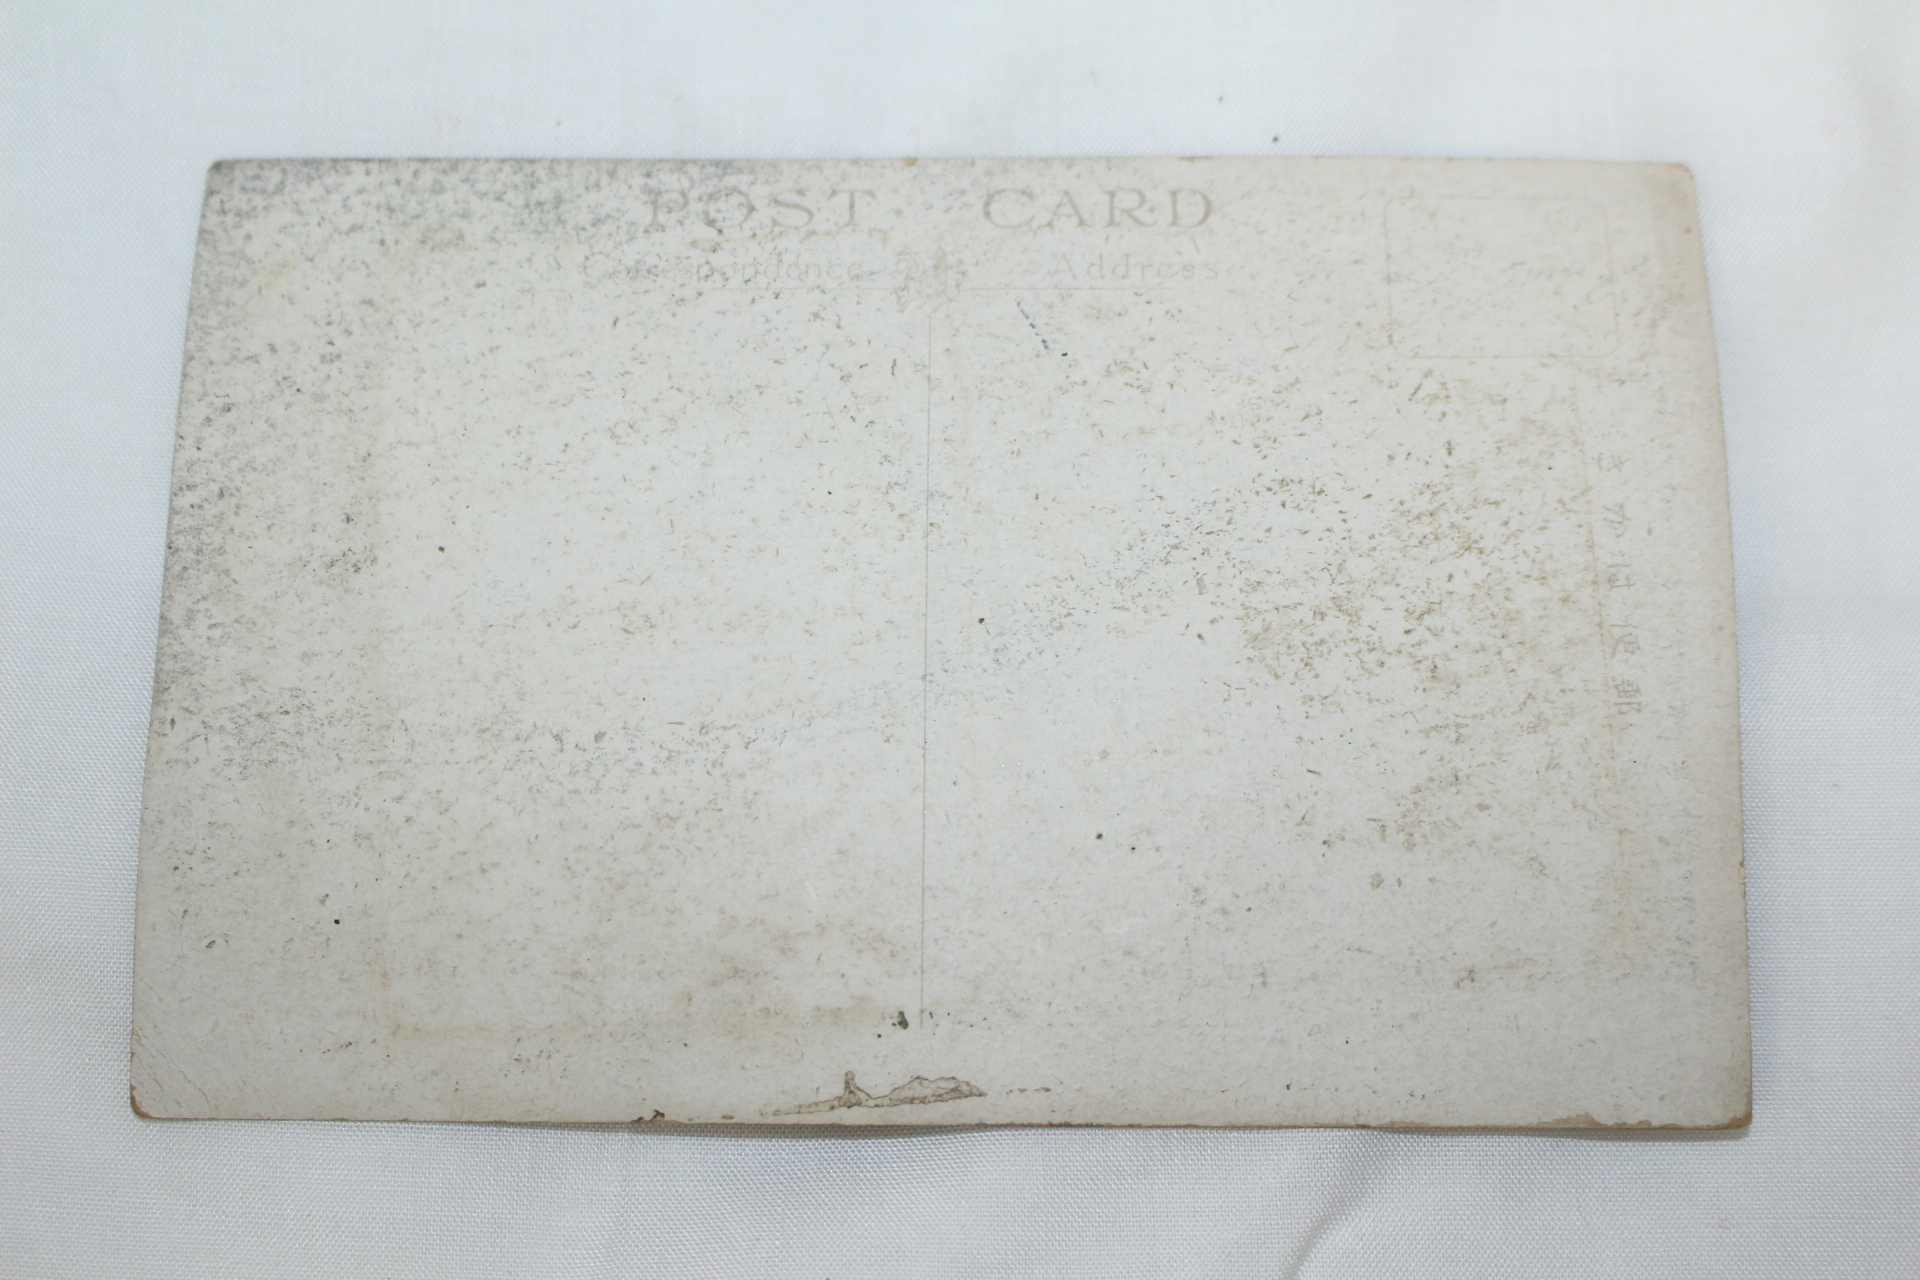 POST CARD
Correspondence Address
きがは便郵